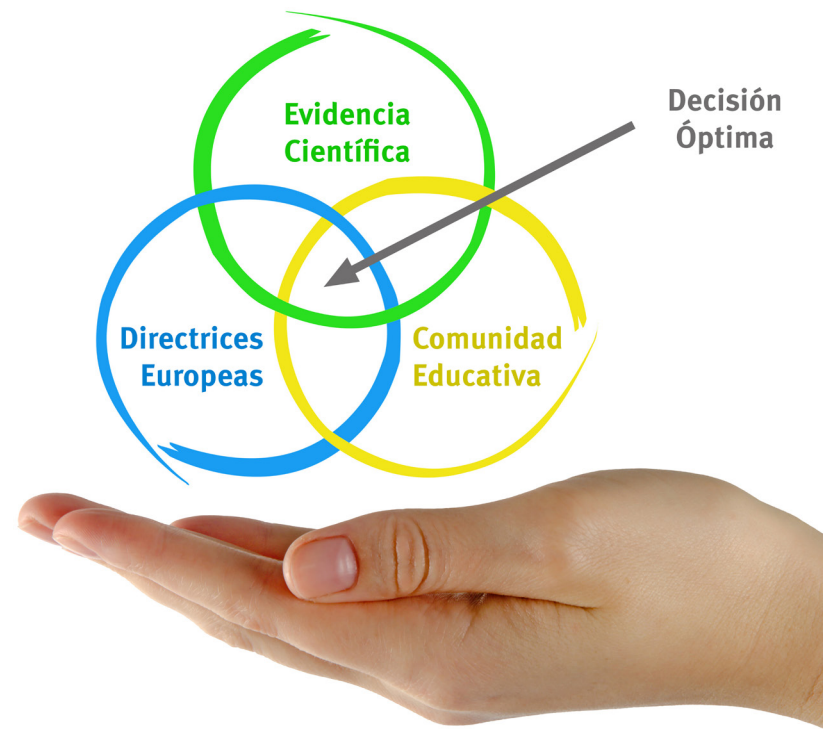 Evidencia
Científica
Decisión
Óptima
Directrices
Europeas
Comunidad
Educativa